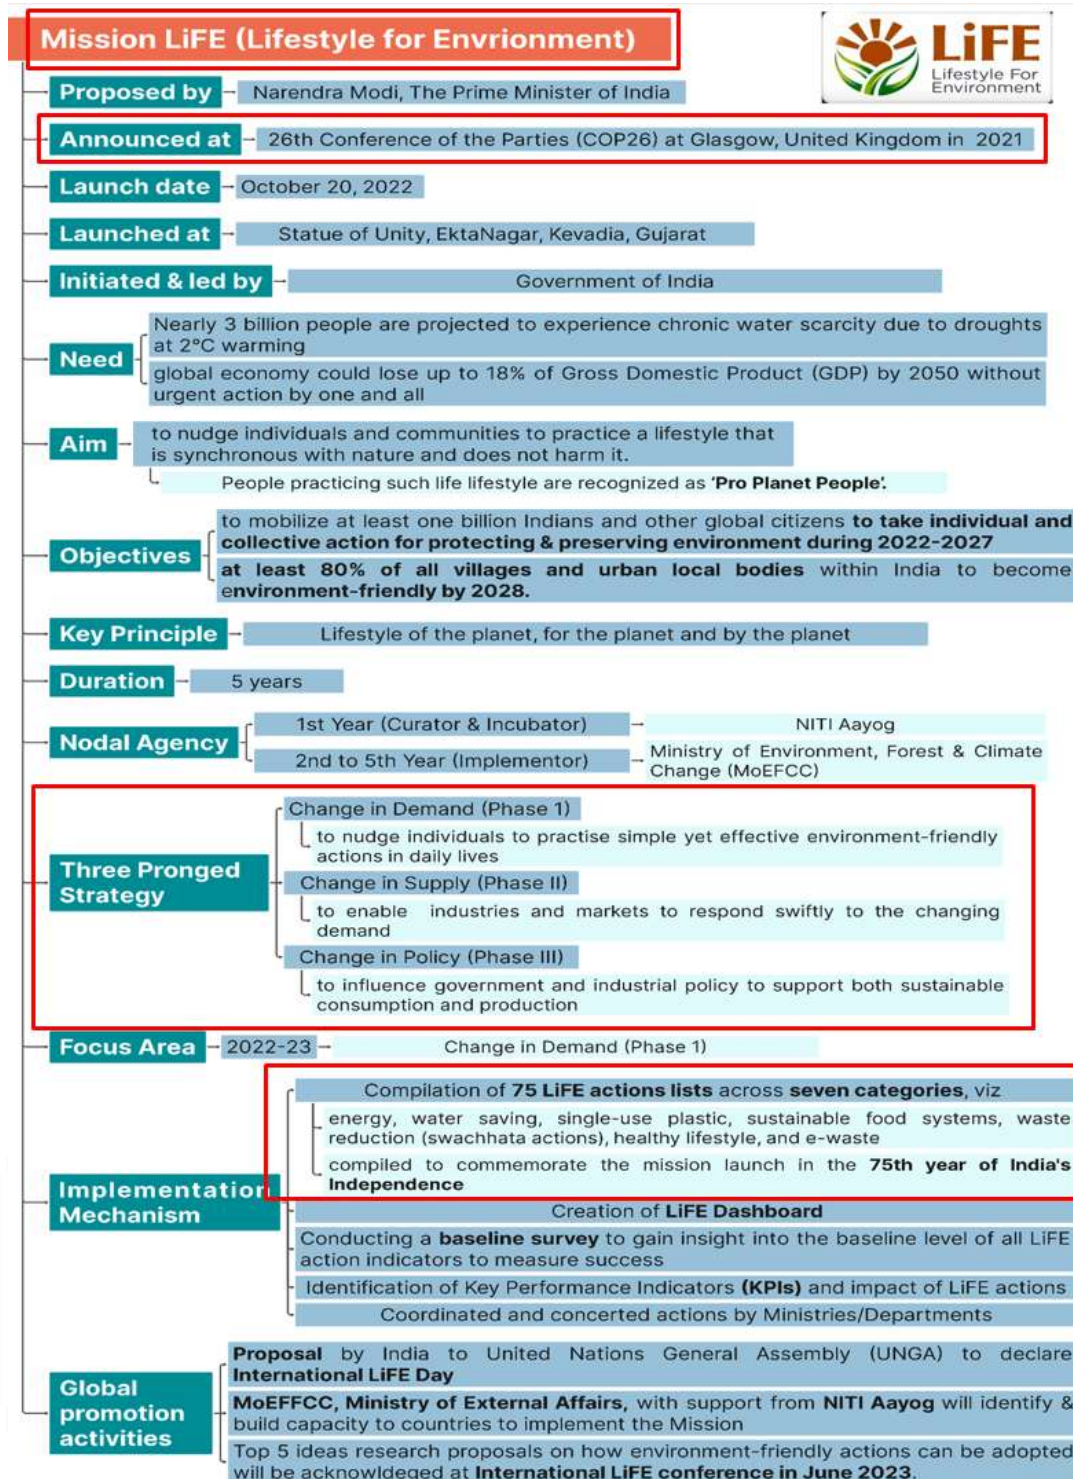 Mission LiFE (Lifestyle for Envrionment)
LiFE
Lifestyle For
Environment
Proposed by
Narendra Modi, The Prime Minister of India
Announced at
26th Conference of the Parties (COP26) at Glasgow, United Kingdom in 2021
Launch date
October 20, 2022
Launched at
Statue of Unity, EktaNagar, Kevadia, Gujarat
Initiated & led by
Government of India
Need
Nearly 3 billion people are projected to experience chronic water scarcity due to droughts
at 2°C warming
global economy could lose up to 18% of Gross Domestic Product (GDP) by 2050 without
urgent action by one and all
Aim
to nudge individuals and communities to practice a lifestyle that
is synchronous with nature and does not harm it.
People practicing such life lifestyle are recognized as 'Pro Planet People'.
Objectives
to mobilize at least one billion Indians and other global citizens to take individual and
collective action for protecting & preserving environment during 2022-2027
at least 80% of all villages and urban local bodies within India to become
environment-friendly by 2028.
Key Principle
Lifestyle of the planet, for the planet and by the planet
Duration
5 years
Nodal Agency
1st Year (Curator & Incubator)
NITI Aayog
2nd to 5th Year (Implementor)
Ministry of Environment, Forest & Climate
Change (MoEFCC)
Three Pronged
Strategy
Change in Demand (Phase 1)
to nudge individuals to practise simple yet effective environment-friendly
actions in daily lives
Change in Supply (Phase II)
to enable industries and markets to respond swiftly to the changing
demand
Change in Policy (Phase III)
to influence government and industrial policy to support both sustainable
consumption and production
Focus Area
2022-23
Change in Demand (Phase 1)
Implementation
Mechanism
Compilation of 75 LiFE actions lists across seven categories, viz
energy, water saving, single-use plastic, sustainable food systems, waste
reduction (swachhata actions), healthy lifestyle, and e-waste
compiled to commemorate the mission launch in the 75th year of India's
Independence
Creation of LiFE Dashboard
Conducting a baseline survey to gain insight into the baseline level of all LiFE
action indicators to measure success
Identification of Key Performance Indicators (KPIs) and impact of LiFE actions
Coordinated and concerted actions by Ministries/Departments
Global
promotion
activities
Proposal by India to United Nations General Assembly (UNGA) to declare
International LiFE Day
MoEFFCC, Ministry of External Affairs, with support from NITI Aayog will identify &
build capacity to countries to implement the Mission
Top 5 ideas research proposals on how environment-friendly actions can be adopted
will be acknowldeged at International LiFE conference in June 2023.